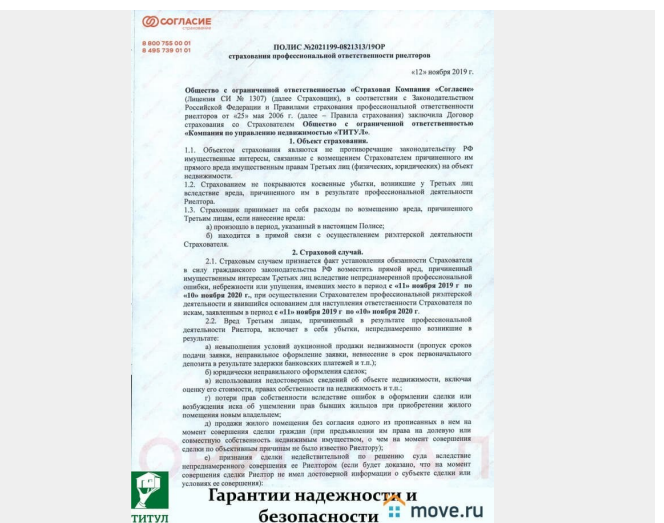 СОГЛАСИЕ
страхование
8 800 755 00 01
8 495 739 01 01
ПОЛИС №2021199-0821313/19ОР
страхования профессиональной ответственности риелторов
«12» ноября 2019 г.
Общество с ограниченной ответственностью «Страховая Компания «Согласие»
(Лицензия СИ № 1307) (далее Страховщик), в соответствии с Законодательством
Российской Федерации и Правилами страхования профессиональной ответственности
риелторов от «25» мая 2006 г. (далее – Правила страхования) заключила Договор
страхования со Страхователем Общество с ограниченной ответственностью
«Компания по управлению недвижимостью «ТИТУЛ».
1. Объект страхования.
1.1. Объектом страхования являются не противоречащие законодательству РФ
имущественные интересы, связанные с возмещением Страхователем причиненного им
прямого вреда имущественным правам Третьих лиц (физических, юридических) на объект
недвижимости.
1.2. Страхованием не покрываются косвенные убытки, возникшие у Третьих лиц
вследствие вреда, причиненного им в результате профессиональной деятельности
Риелтора.
1.3. Страховщик принимает на себя расходы по возмещению вреда, причиненного
Третьим лицам, если нанесение вреда:
а) произошло в период, указанный в настоящем Полисе;
б) находится в прямой связи с осуществлением риэлтерской деятельности
Страхователя.
2. Страховой случай.
2.1. Страховым случаем признается факт установления обязанности Страхователя
в силу гражданского законодательства РФ возместить прямой вред, причиненный
имущественным интересам Третьих лиц вследствие непреднамеренной профессиональной
ошибки, небрежности или упущения, имевших место в период с «11» ноября 2019 г по
«10» ноября 2020 г., при осуществлении Страхователем профессиональной риэлтерской
деятельности и явившийся основанием для наступления ответственности Страхователя по
искам, заявленным в период с «11» ноября 2019 г по «10» ноября 2020 г.
2.2. Вред Третьим лицам, причиненный в результате профессиональной
деятельности Риелтора, включает в себя убытки, непреднамеренно возникшие в
результате:
а) невыполнения условий аукционной продажи недвижимости (пропуск сроков
подачи заявки, неправильное оформление заявки, невнесение в срок первоначального
депозита в результате задержки банковских платежей и т.п.);
б) юридически неправильного оформления сделок;
в) использования недостоверных сведений об объекте недвижимости, включая
оценку его стоимости, правах собственности на недвижимость и т.п.;
г) потери прав собственности вследствие ошибок в оформлении сделки или
возбуждения иска об ущемлении прав бывших жильцов при приобретении жилого
помещения новым владельцем;
д) продажи жилого помещения без согласия одного из прописанных в нем на
момент совершения сделки граждан (при предъявлении им права на долевую или
совместную собственность недвижимым имуществом, о чем на момент совершения
сделки по объективным причинам не было известно Риелтору);
е) признания сделки недействительной по решению суда вследствие
непреднамеренного совершения ее Риелтором (если будет доказано, что на момент
совершения сделки Риелтор не имел достоверной информации о субъекте сделки или
условиях ее совершения);
Гарантии надежности и
безопасности
ТИТУЛ
move.ru